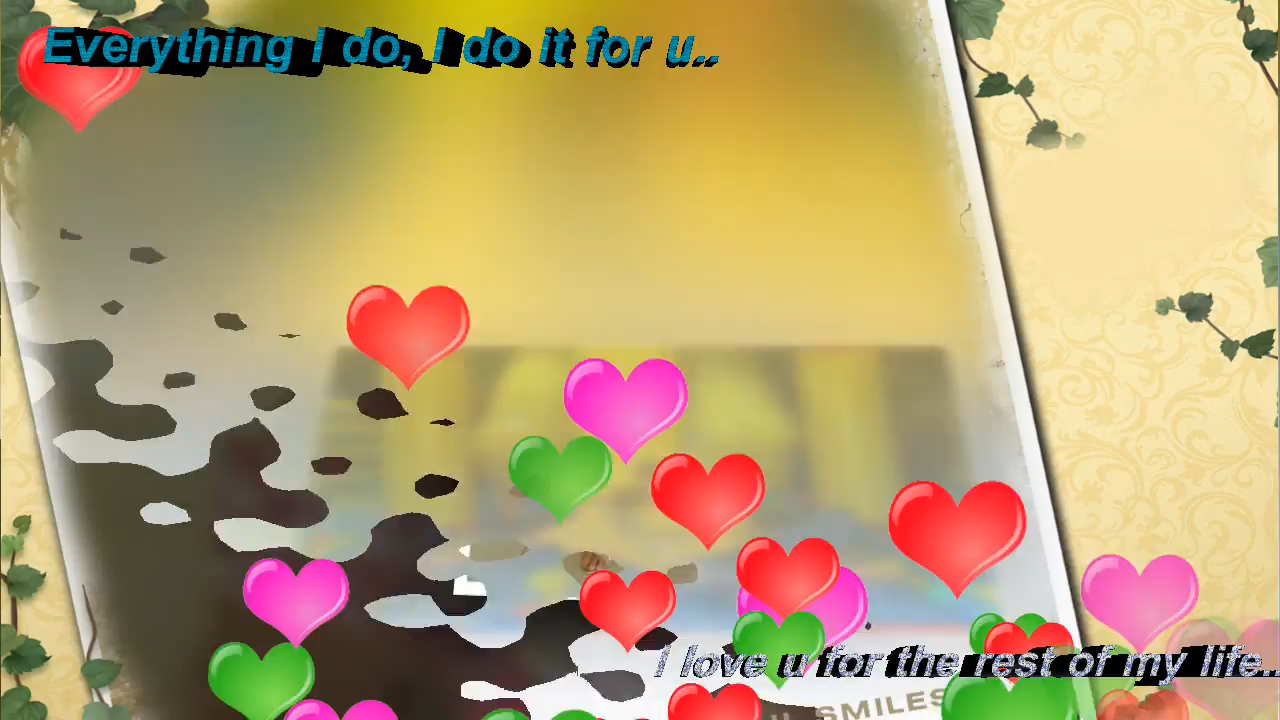 Everything I do, I do it for u..
I love u for the rest of my life..
SMILES